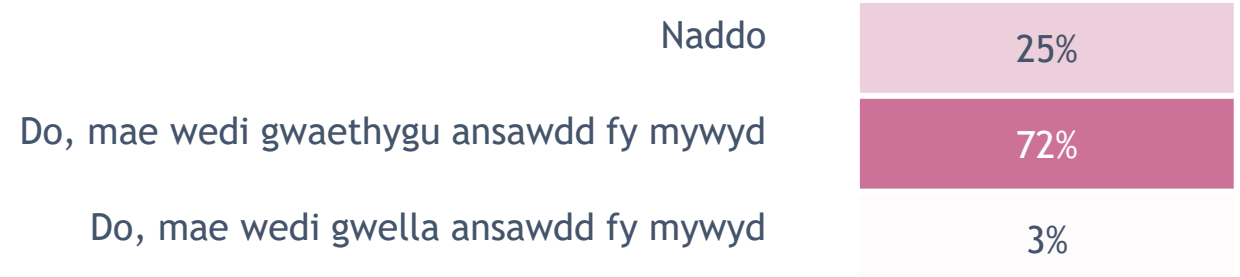 Naddo 25%
Do, mae wedi gwaethygu ansawdd fy mywyd 72%
Do, mae wedi gwella ansawdd fy mywyd 3%